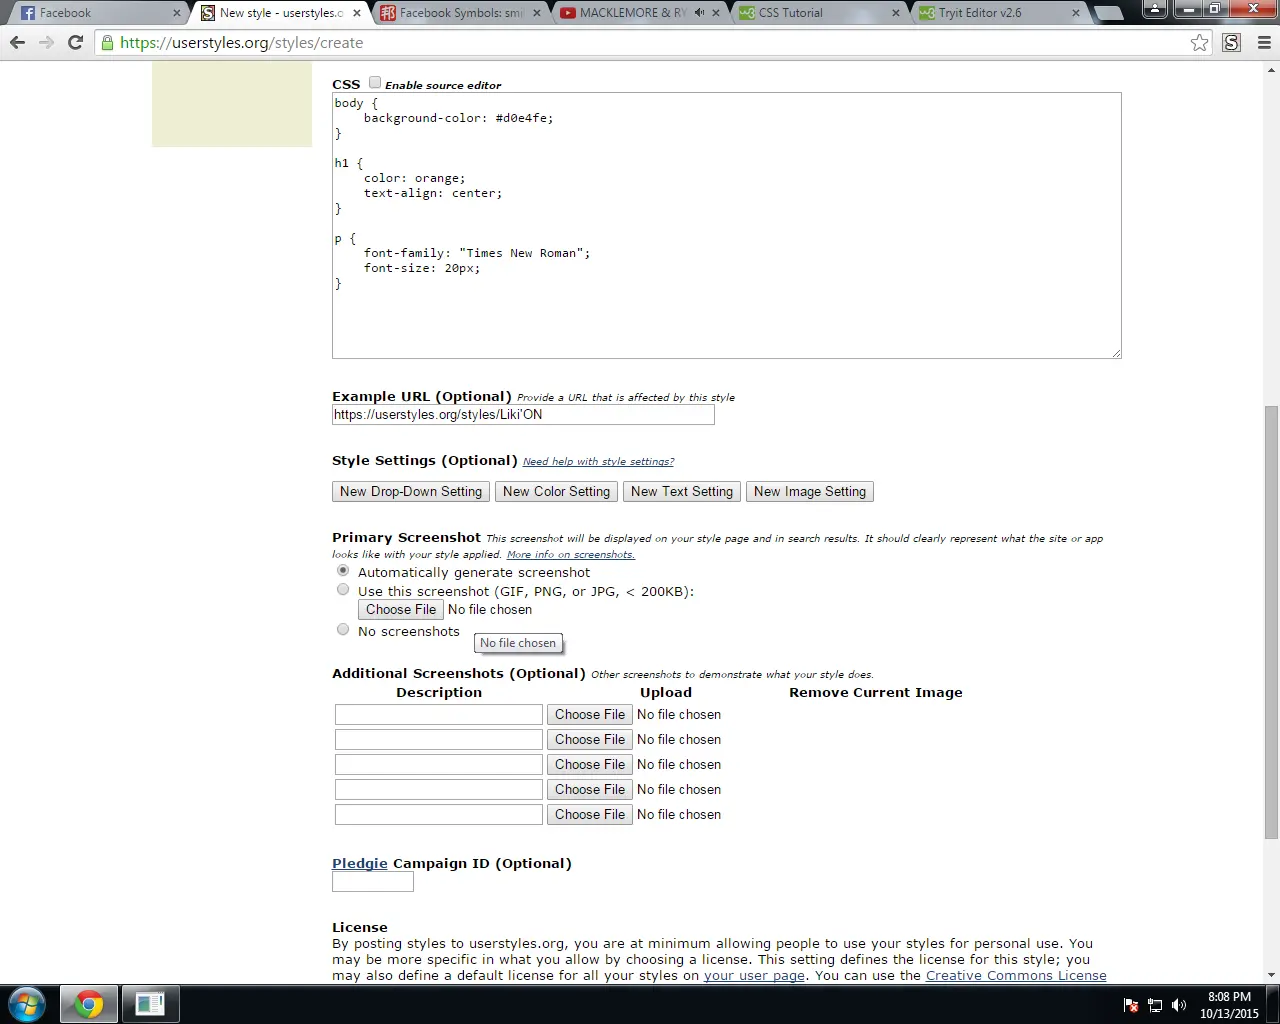 Facebook
New style - userstyles.o
Facebook Symbols: sm
MACKLEMORE & RY
CSS Tutorial
Tryit Editor v2.6
https://userstyles.org/styles/create
CSS Enable source editor
body {
background-color: #d0e4fe;
}
h1 {
color: orange;
text-align: center;
}
p {
font-family: "Times New Roman";
font-size: 20px;
}
Example URL (Optional) Provide a URL that is affected by this style
https://userstyles.org/styles/Liki'ON
Style Settings (Optional) Need help with style settings?
New Drop-Down Setting New Color Setting New Text Setting New Image Setting
Primary Screenshot This screenshot will be displayed on your style page and in search results. It should clearly represent what the site or app
looks like with your style applied. More info on screenshots.
Automatically generate screenshot
Use this screenshot (GIF, PNG, or JPG, < 200KB):
Choose File No file chosen
No screenshots
No file chosen
Additional Screenshots (Optional) Other screenshots to demonstrate what your style does.
Description Upload Remove Current Image
Choose File No file chosen
Choose File No file chosen
Choose File No file chosen
Choose File No file chosen
Choose File No file chosen
Pledgie Campaign ID (Optional)
License
By posting styles to userstyles.org, you are at minimum allowing people to use your styles for personal use. You
may be more specific in what you allow by choosing a license. This setting defines the license for this style; you
may also define a default license for all your styles on your user page. You can use the Creative Commons License
8:08 PM
10/13/2015